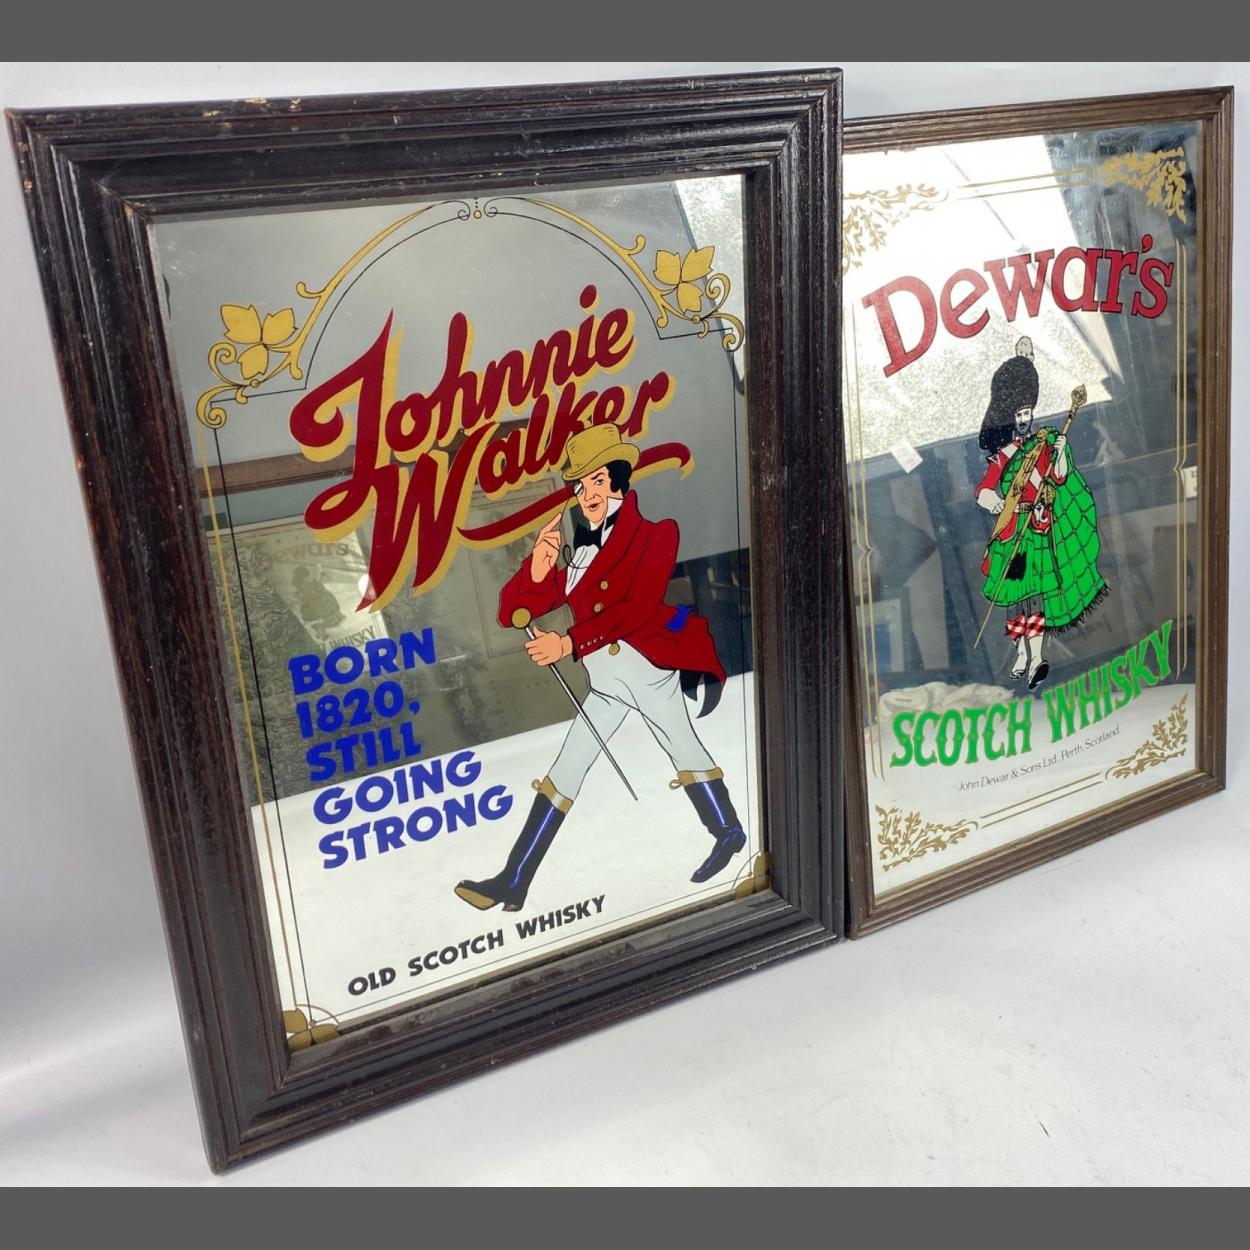 Johnnie
Walker
BORN
1820,
STILL
GOING
STRONG
OLD SCOTCH WHISKY
Dewar's
SCOTCH WHISKY
John Dewar & Sons Ltd., Perth, Scotland.